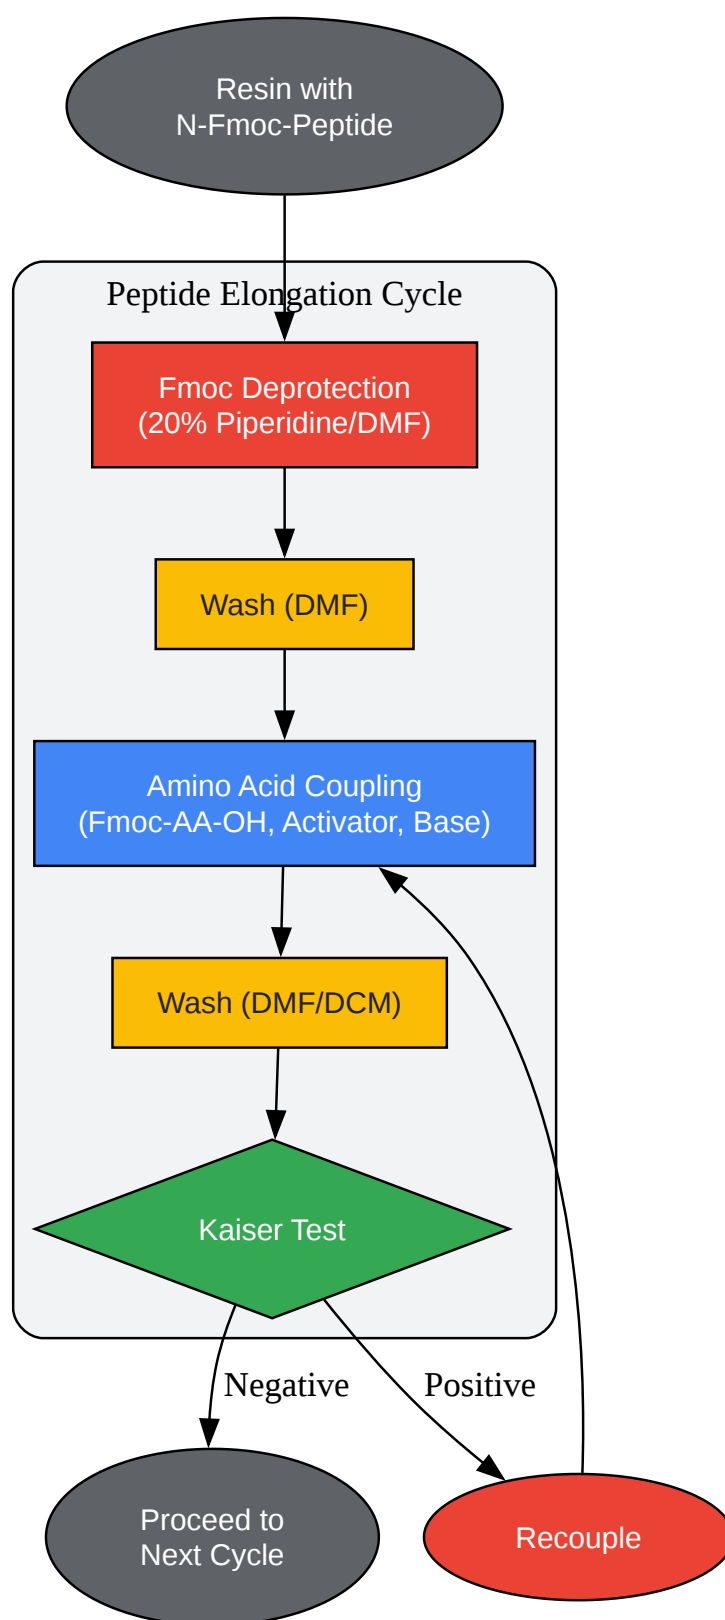 Resin with
N-Fmoc-Peptide
Peptide Elongation Cycle
Fmoc Deprotection
(20% Piperidine/DMF)
Wash (DMF)
Amino Acid Coupling
(Fmoc-AA-OH, Activator, Base)
Wash (DMF/DCM)
Kaiser Test
Negative
Positive
Proceed to
Next Cycle
Recouple